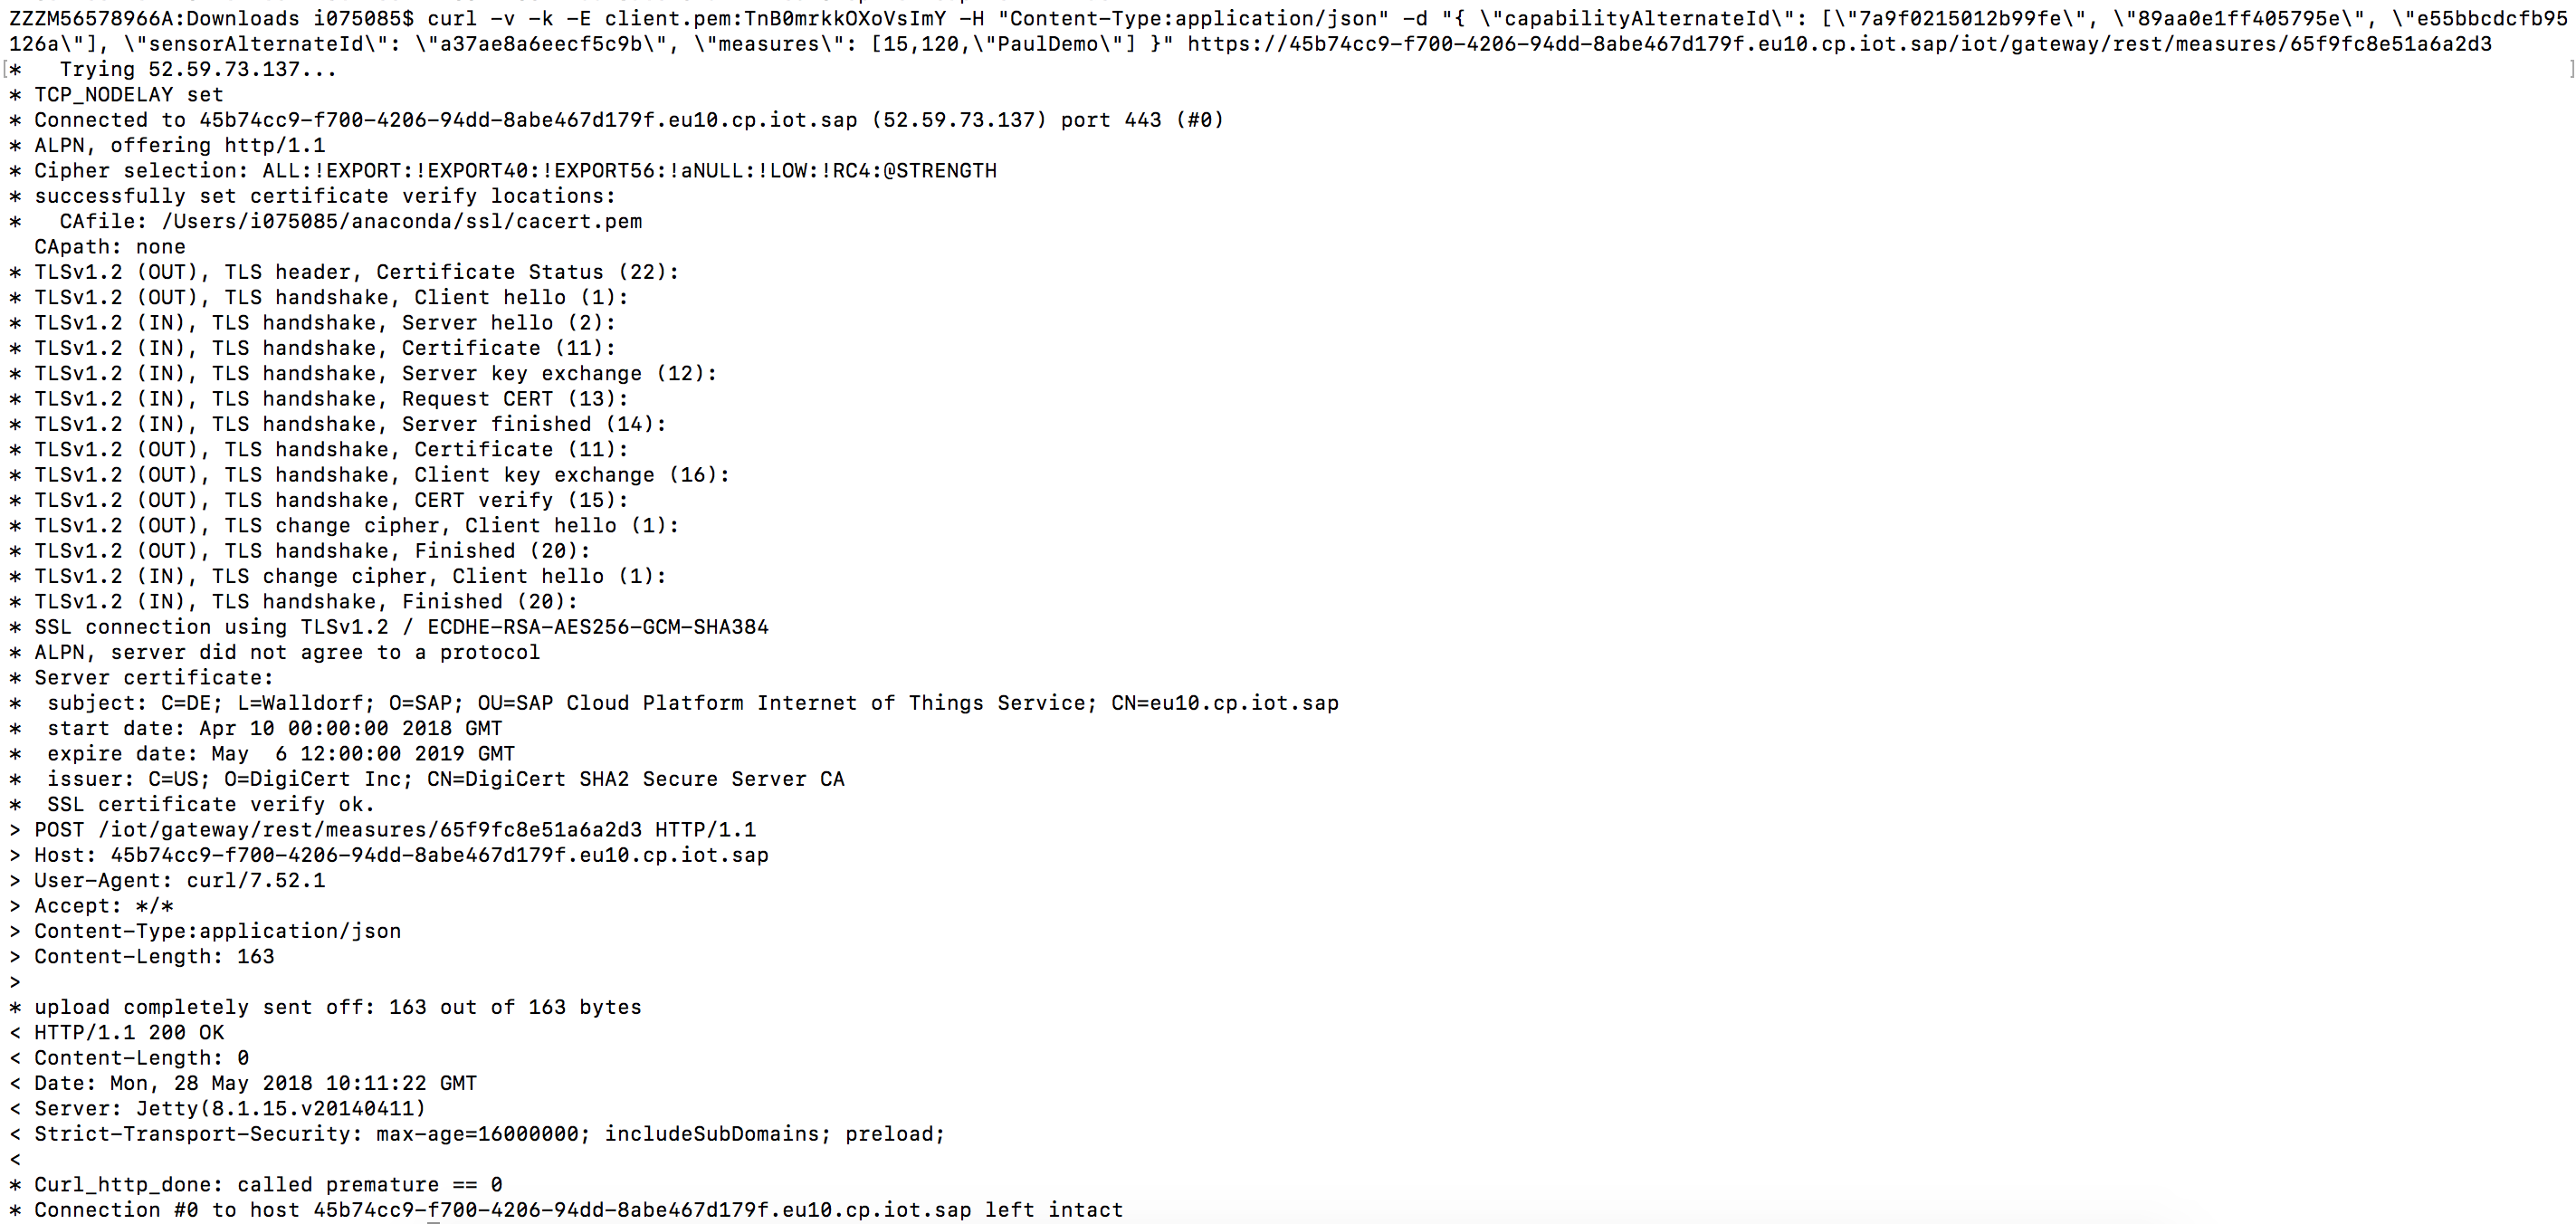 ZZZM56578966A:Downloads i075085$ curl -v -k -E client.pem:TnB0mrkkOXoVsImY -H "Content-Type:application/json" -d "{ \"capabilityAlternateId\": [\"7a9f0215012b99fe\", \"89aa0e1ff405795e\", \"e55bbcdcfb95
126a\"], \"sensorAlternateId\": \"a37ae8a6eecf5c9b\", \"measures\": [15,120,\"PaulDemo\"] }" https://45b74cc9-f700-4206-94dd-8abe467d179f.eu10.cp.iot.sap/iot/gateway/rest/measures/65f9fc8e51a6a2d3
[*   Trying 52.59.73.137... ]
* TCP_NODELAY set
* Connected to 45b74cc9-f700-4206-94dd-8abe467d179f.eu10.cp.iot.sap (52.59.73.137) port 443 (#0)
* ALPN, offering http/1.1
* Cipher selection: ALL:!EXPORT:!EXPORT40:!EXPORT56:!aNULL:!LOW:!RC4:@STRENGTH
* successfully set certificate verify locations:
*   CAfile: /Users/i075085/anaconda/ssl/cacert.pem
  CApath: none
* TLSv1.2 (OUT), TLS header, Certificate Status (22):
* TLSv1.2 (OUT), TLS handshake, Client hello (1):
* TLSv1.2 (IN), TLS handshake, Server hello (2):
* TLSv1.2 (IN), TLS handshake, Certificate (11):
* TLSv1.2 (IN), TLS handshake, Server key exchange (12):
* TLSv1.2 (IN), TLS handshake, Request CERT (13):
* TLSv1.2 (IN), TLS handshake, Server finished (14):
* TLSv1.2 (OUT), TLS handshake, Certificate (11):
* TLSv1.2 (OUT), TLS handshake, Client key exchange (16):
* TLSv1.2 (OUT), TLS handshake, CERT verify (15):
* TLSv1.2 (OUT), TLS change cipher, Client hello (1):
* TLSv1.2 (OUT), TLS handshake, Finished (20):
* TLSv1.2 (IN), TLS change cipher, Client hello (1):
* TLSv1.2 (IN), TLS handshake, Finished (20):
* SSL connection using TLSv1.2 / ECDHE-RSA-AES256-GCM-SHA384
* ALPN, server did not agree to a protocol
* Server certificate:
*  subject: C=DE; L=Walldorf; O=SAP; OU=SAP Cloud Platform Internet of Things Service; CN=eu10.cp.iot.sap
*  start date: Apr 10 00:00:00 2018 GMT
*  expire date: May  6 12:00:00 2019 GMT
*  issuer: C=US; O=DigiCert Inc; CN=DigiCert SHA2 Secure Server CA
*  SSL certificate verify ok.
> POST /iot/gateway/rest/measures/65f9fc8e51a6a2d3 HTTP/1.1
> Host: 45b74cc9-f700-4206-94dd-8abe467d179f.eu10.cp.iot.sap
> User-Agent: curl/7.52.1
> Accept: */*
> Content-Type:application/json
> Content-Length: 163
>
* upload completely sent off: 163 out of 163 bytes
< HTTP/1.1 200 OK
< Content-Length: 0
< Date: Mon, 28 May 2018 10:11:22 GMT
< Server: Jetty(8.1.15.v20140411)
< Strict-Transport-Security: max-age=16000000; includeSubDomains; preload;
<
* Curl_http_done: called premature == 0
* Connection #0 to host 45b74cc9-f700-4206-94dd-8abe467d179f.eu10.cp.iot.sap left intact